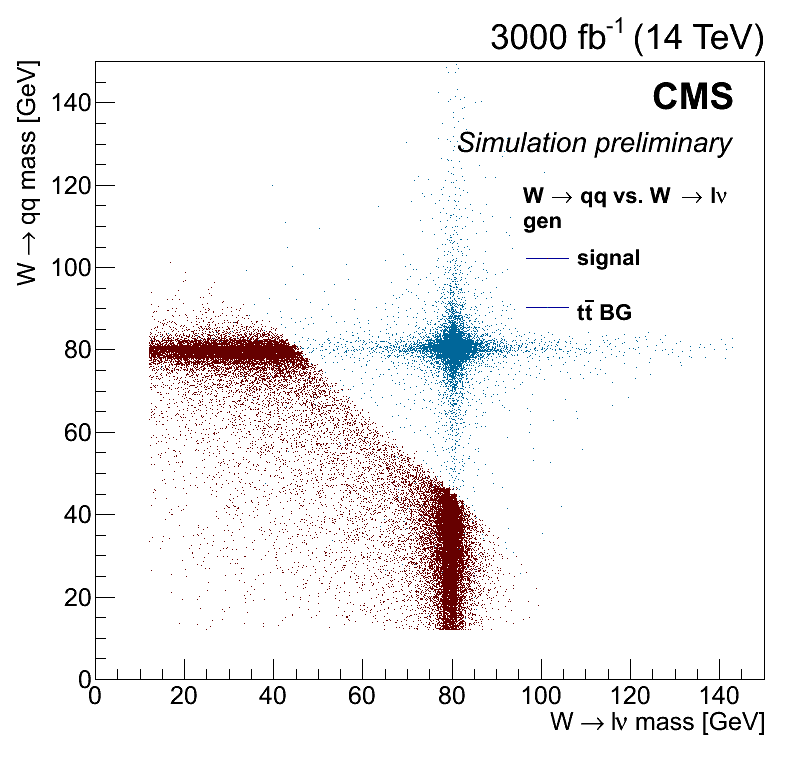 3000 fb-1 (14 TeV)
CMS
Simulation preliminary
W → qq vs. W → lν
gen
signal
tt̄ BG
W → qq mass [GeV]
140
120
100
80
60
40
20
0
0 20 40 60 80 100 120 140
W → lν mass [GeV]